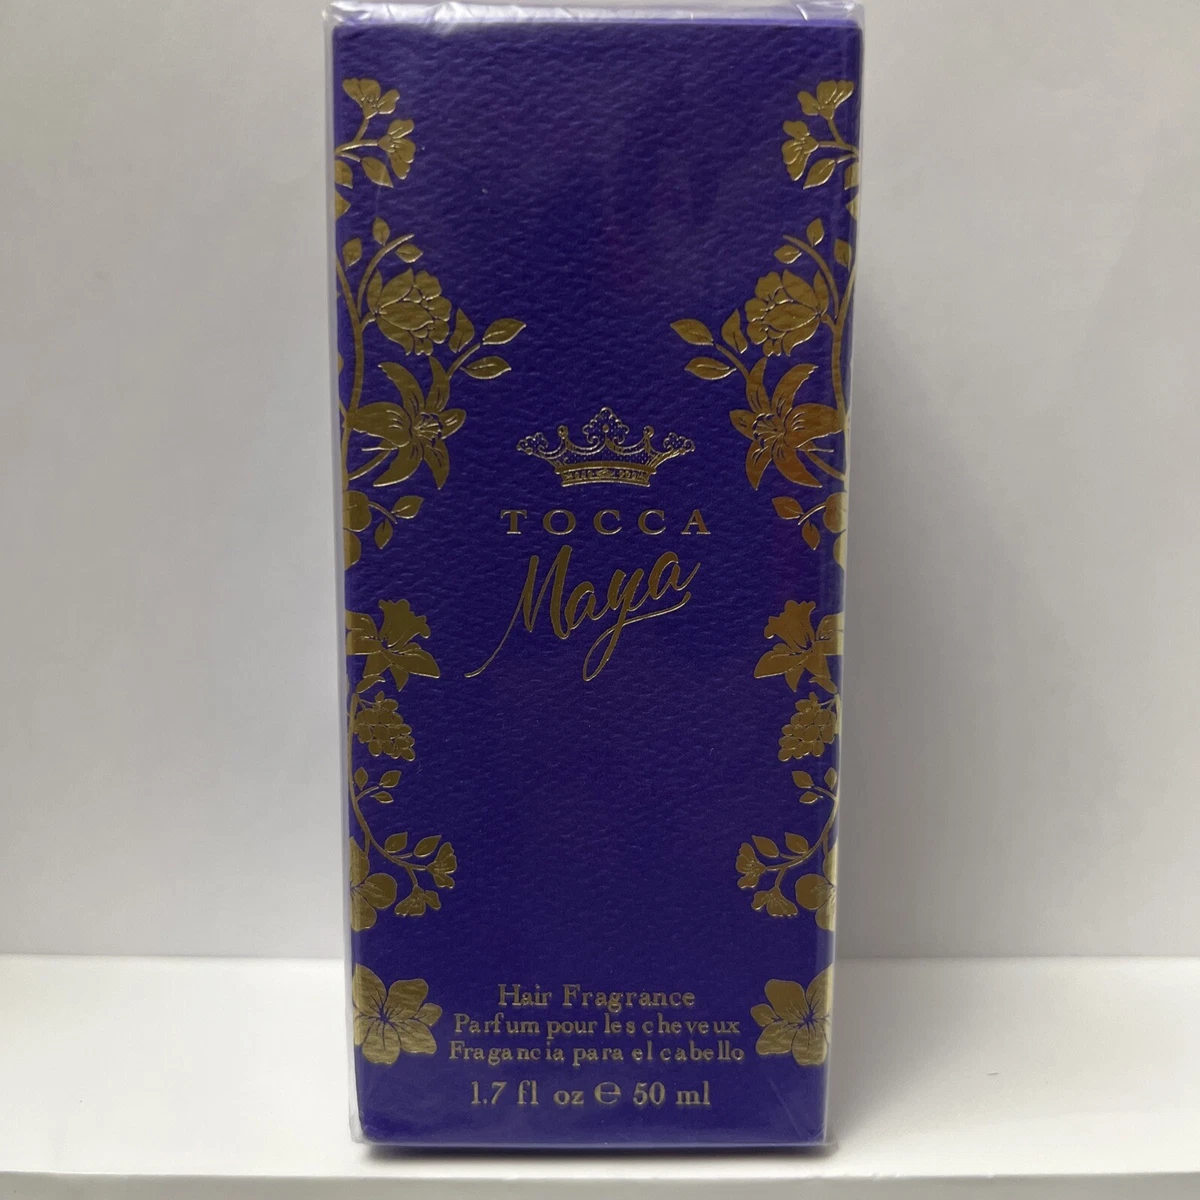 TOCCA
Maya
Hair Fragrance
Parfum pour les cheveux
Fragancia para el cabello
1.7 fl oz ℮ 50 ml